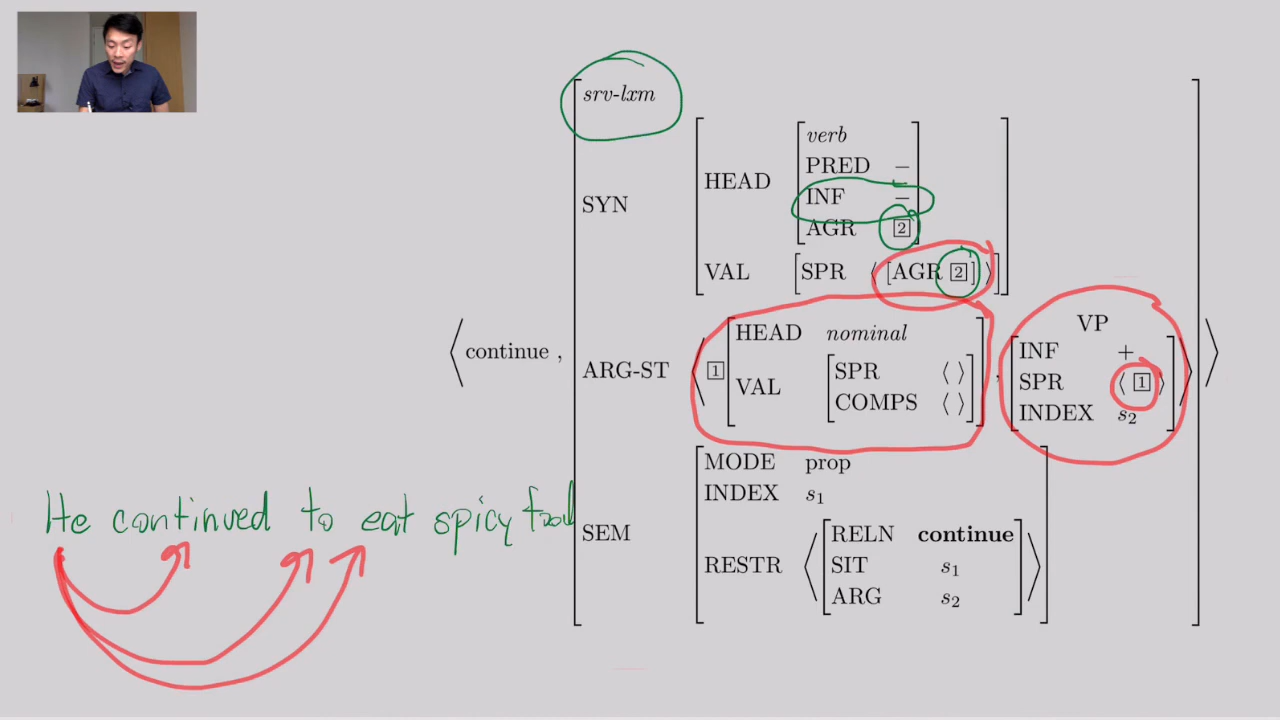 srv-lxm
verb
PRED −
HEAD
INF −
SYN
AGR 2
VAL [SPR ⟨ [AGR 2] ⟩]
VP
HEAD nominal
INF +
⟨continue ,
SPR ⟨ ⟩
ARG-ST ⟨ 1
SPR ⟨ 1 ⟩
VAL
COMPS ⟨ ⟩
INDEX s₂
MODE prop
INDEX s₁
He continued to eat spicy food
SEM
RELN continue
RESTR
SIT s₁
ARG s₂